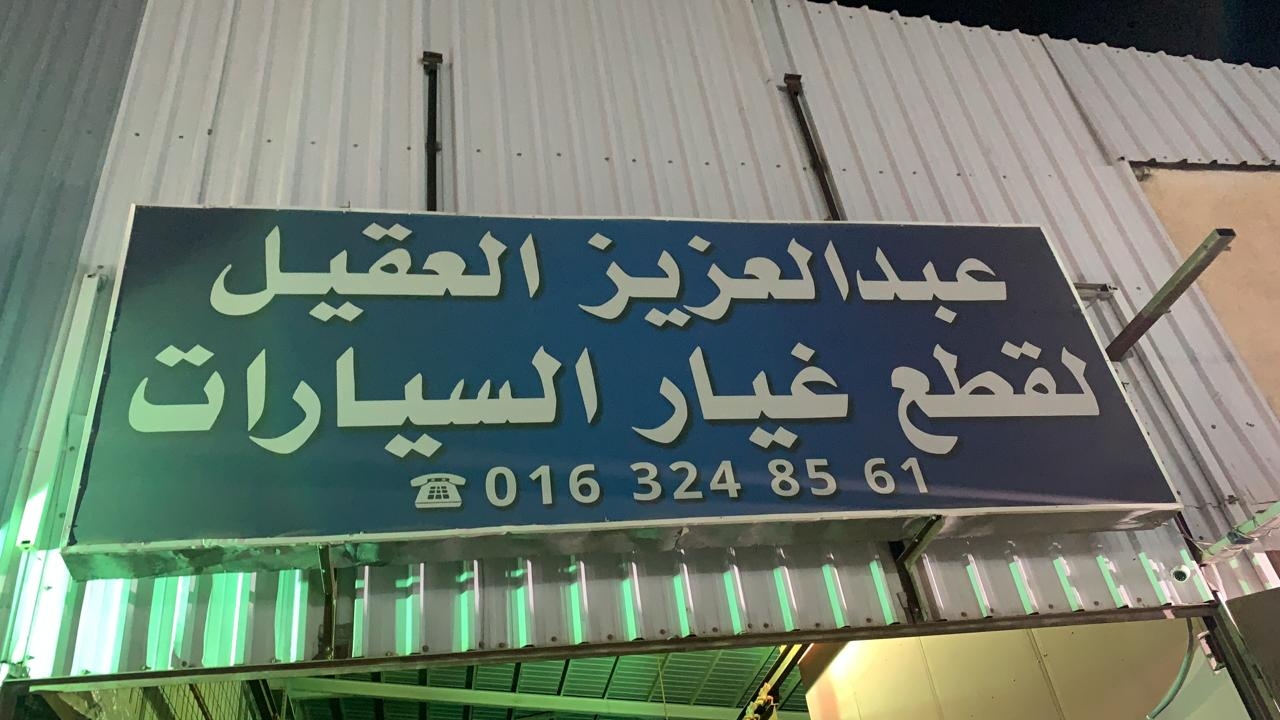 عبدالعزيز العقيل
لقطع غيار السيارات
☎ 016 324 85 61